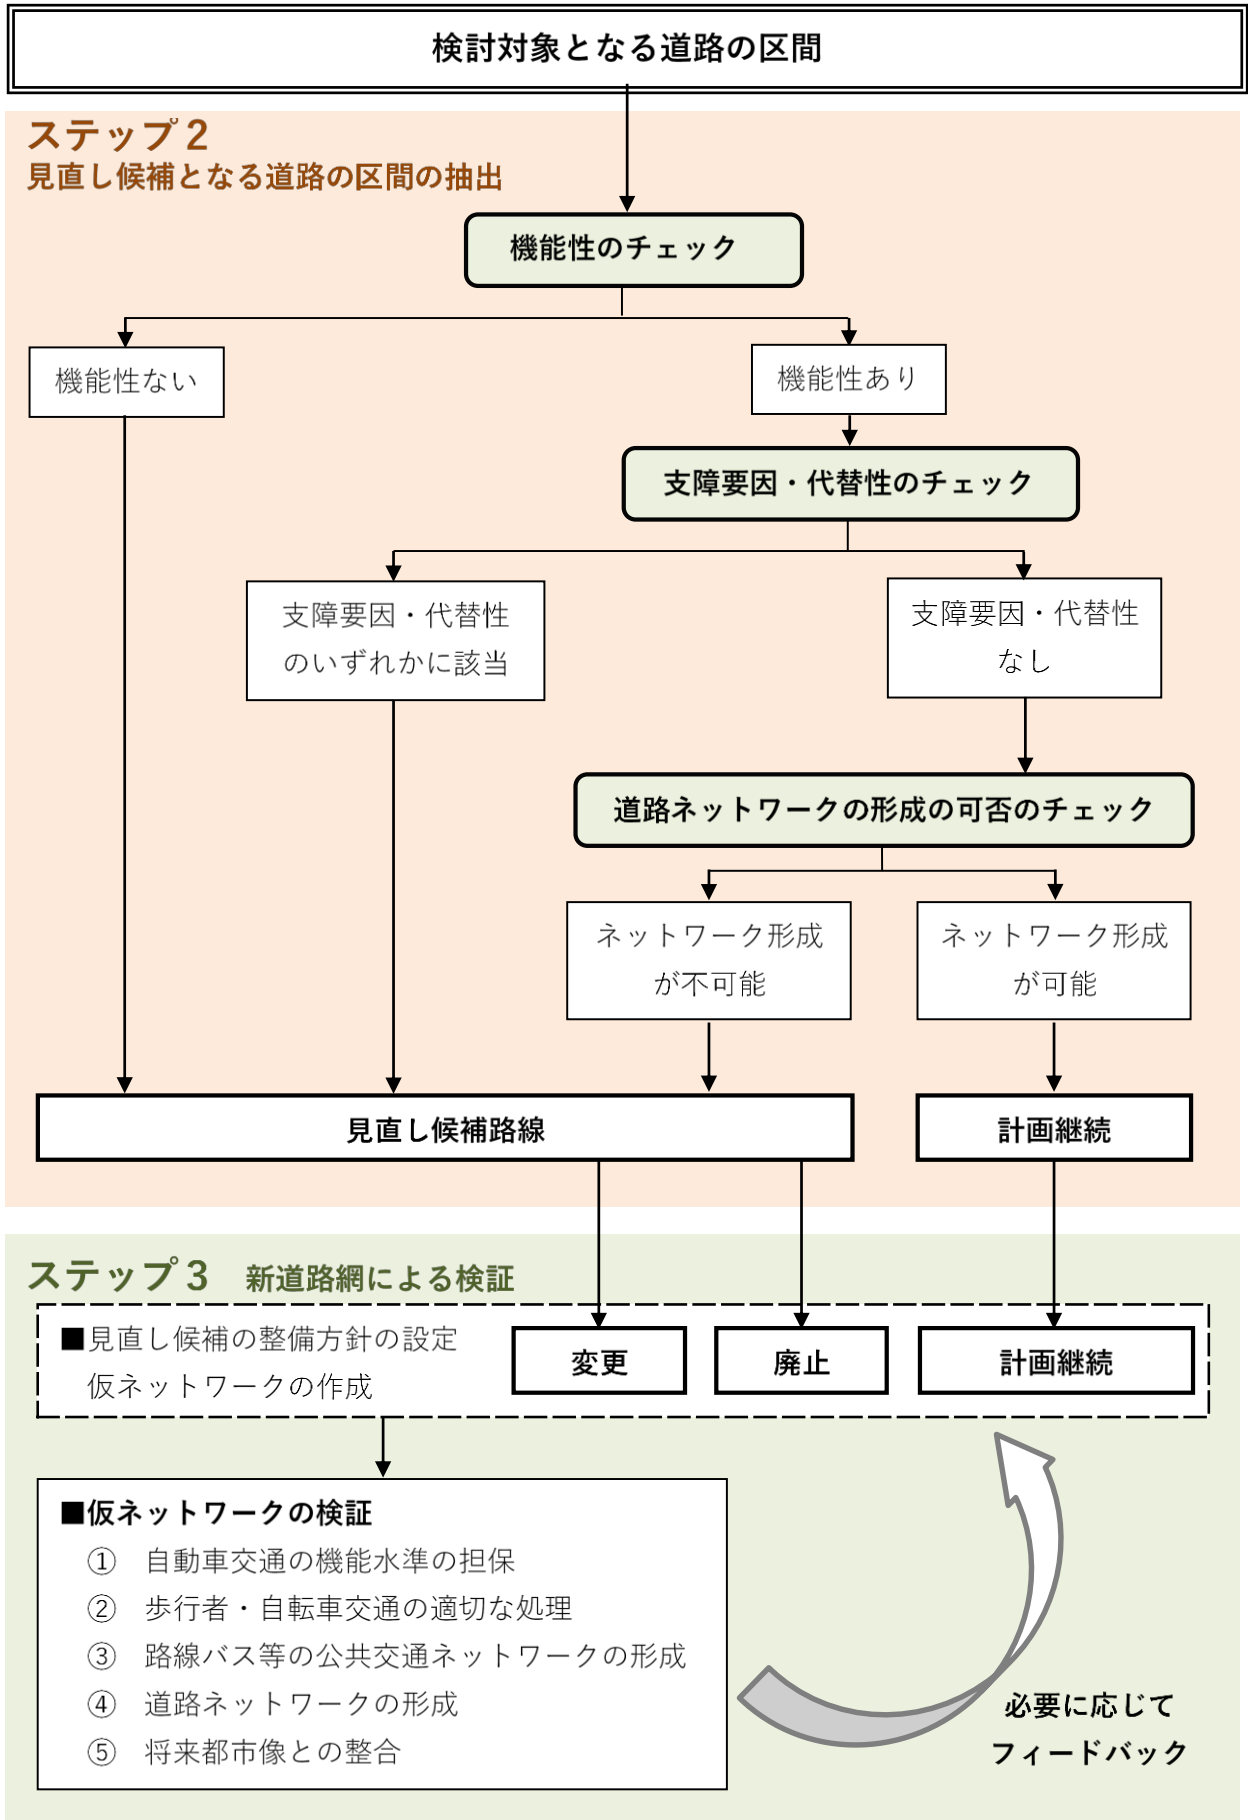 検討対象となる道路の区間
ステップ２
見直し候補となる道路の区間の抽出
機能性のチェック
機能性ない
機能性あり
支障要因・代替性のチェック
支障要因・代替性
のいずれかに該当
支障要因・代替性
なし
道路ネットワークの形成の可否のチェック
ネットワーク形成
が不可能
ネットワーク形成
が可能
見直し候補路線
計画継続
ステップ３　新道路網による検証
■見直し候補の整備方針の設定
仮ネットワークの作成
変更
廃止
計画継続
■仮ネットワークの検証
①　自動車交通の機能水準の担保
②　歩行者・自転車交通の適切な処理
③　路線バス等の公共交通ネットワークの形成
④　道路ネットワークの形成
⑤　将来都市像との整合
必要に応じて
フィードバック